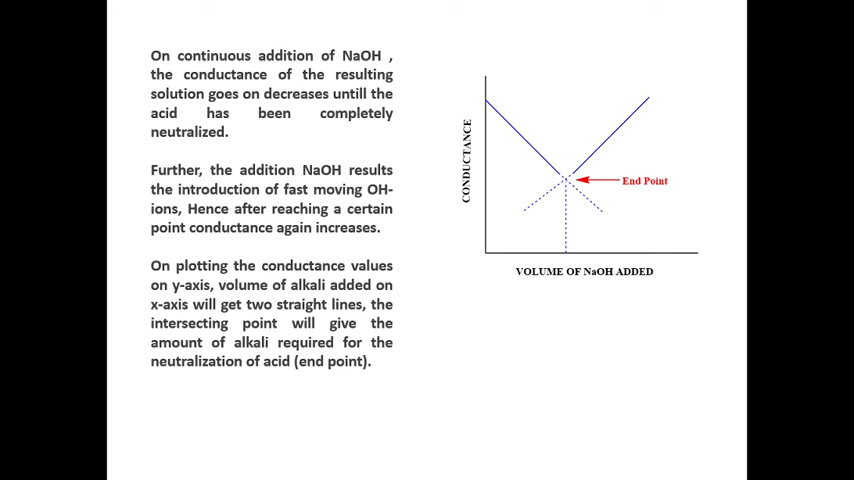 On continuous addition of NaOH ,
the conductance of the resulting
solution goes on decreases untill the
acid has been completely
neutralized.
Further, the addition NaOH results
the introduction of fast moving OH-
ions, Hence after reaching a certain
point conductance again increases.
On plotting the conductance values
on y-axis, volume of alkali added on
x-axis will get two straight lines, the
intersecting point will give the
amount of alkali required for the
neutralization of acid (end point).
CONDUCTANCE
End Point
VOLUME OF NaOH ADDED